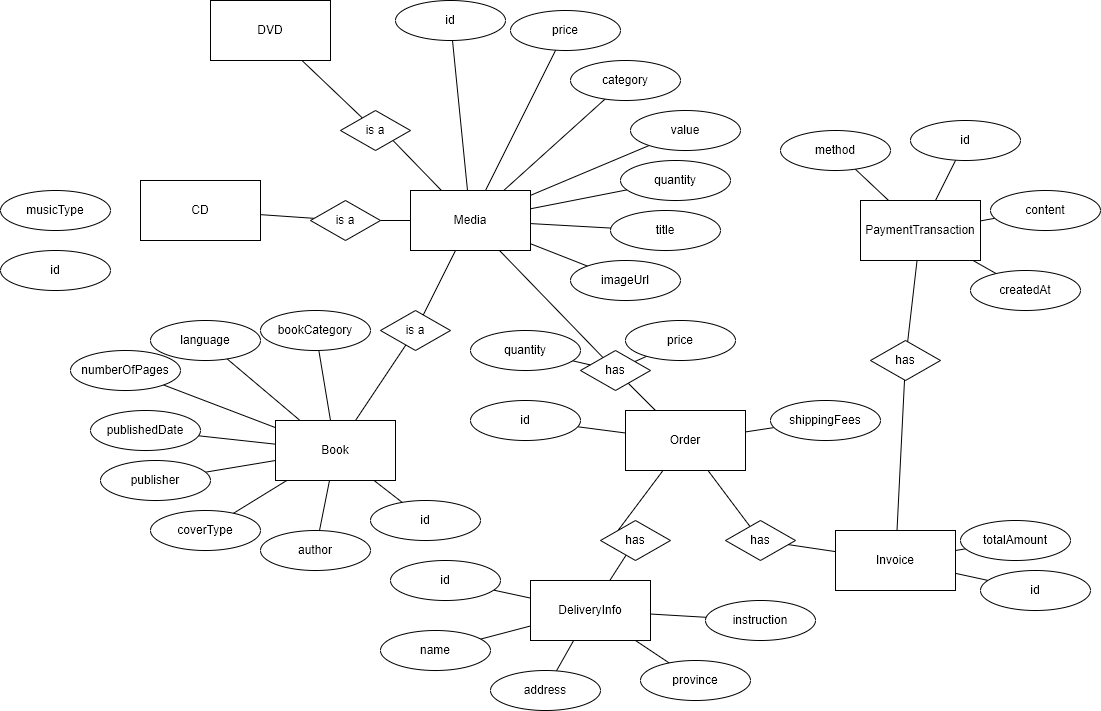 id
DVD
price
category
is a
value
method
id
quantity
musicType
CD
is a
Media
content
title
PaymentTransaction
id
imageUrl
createdAt
language
bookCategory
is a
quantity
price
has
numberOfPages
has
id
shippingFees
publishedDate
Order
Book
publisher
id
coverType
author
has
has
totalAmount
Invoice
id
id
DeliveryInfo
instruction
name
address
province